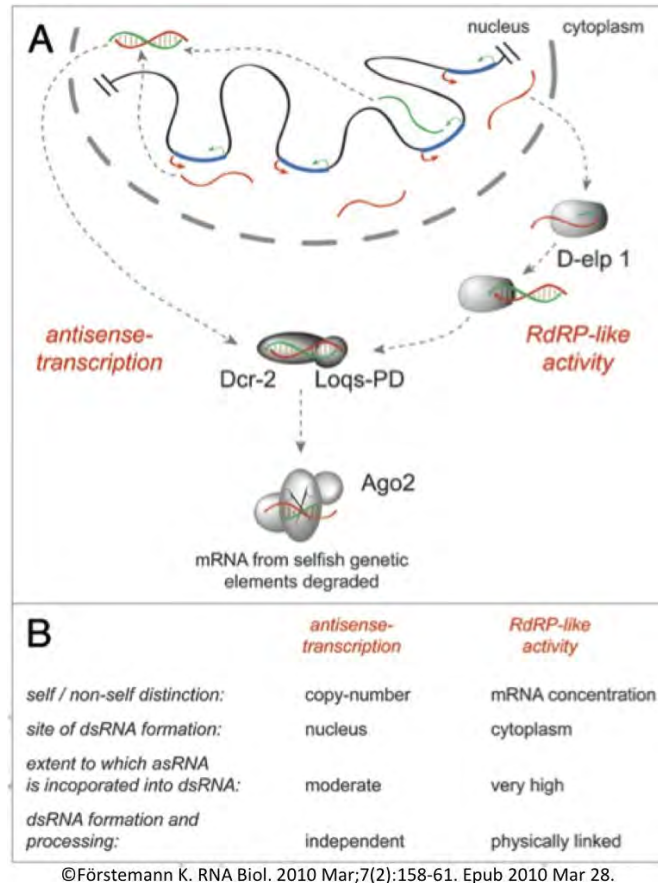 A
nucleus cytoplasm
D-elp 1
antisense-
transcription
RdRP-like
activity
Dcr-2 Loqs-PD
Ago2
mRNA from selfish genetic
elements degraded
B
antisense-
transcription
RdRP-like
activity
self / non-self distinction: copy-number mRNA concentration
site of dsRNA formation: nucleus cytoplasm
extent to which asRNA
is incoporated into dsRNA: moderate very high
dsRNA formation and
processing: independent physically linked
©Förstemann K. RNA Biol. 2010 Mar;7(2):158-61. Epub 2010 Mar 28.